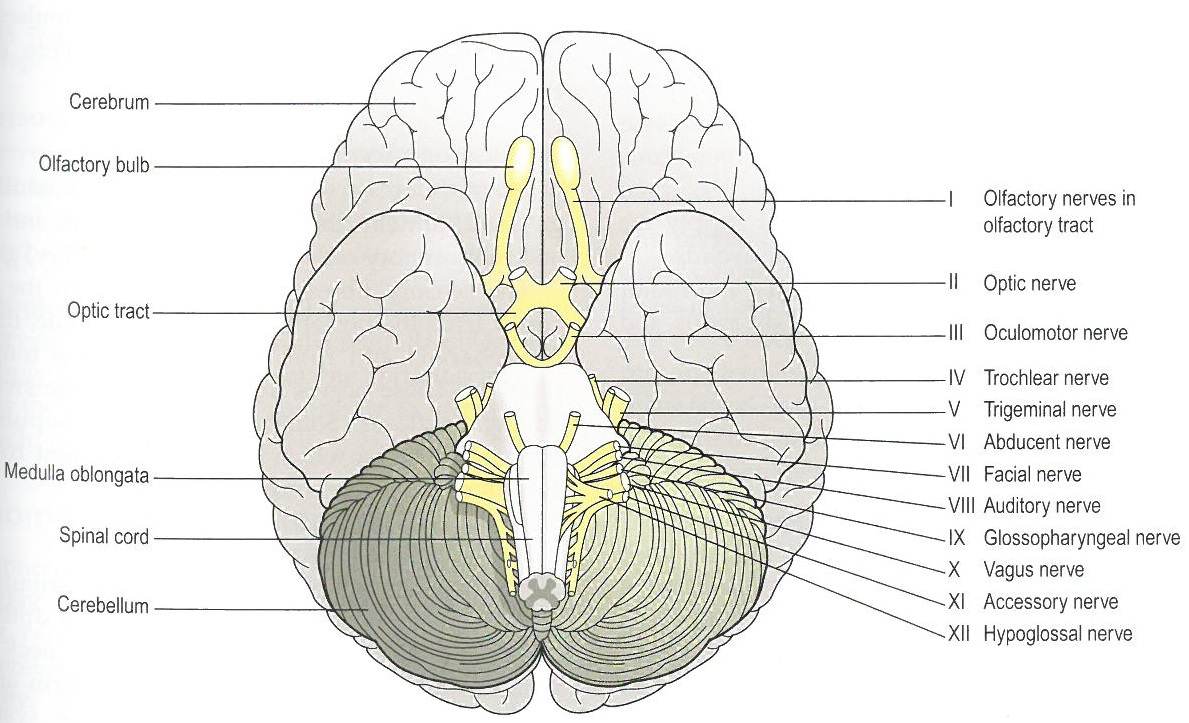 Cerebrum
Olfactory bulb
Optic tract
Medulla oblongata
Spinal cord
Cerebellum
I Olfactory nerves in
olfactory tract
II Optic nerve
III Oculomotor nerve
IV Trochlear nerve
V Trigeminal nerve
VI Abducent nerve
VII Facial nerve
VIII Auditory nerve
IX Glossopharyngeal nerve
X Vagus nerve
XI Accessory nerve
XII Hypoglossal nerve